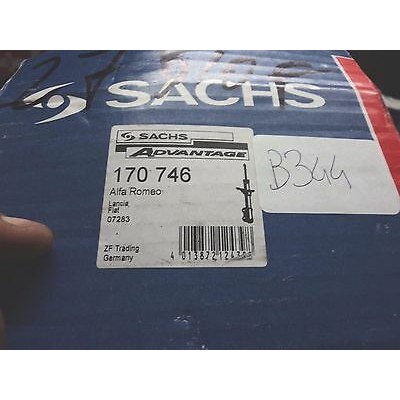 SACHS
SACHS
ADVANTAGE
170 746
Alfa Romeo
Lancia,
Fiat
07283
ZF Trading
Germany
B344